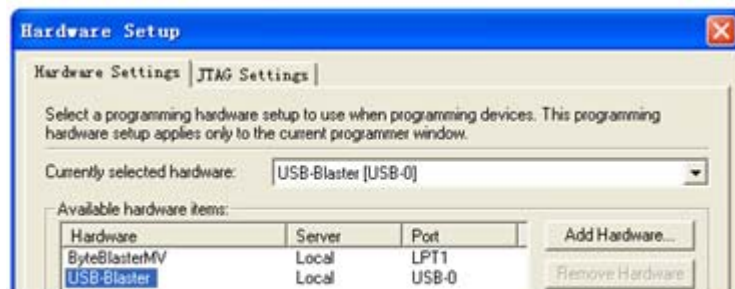 Hardware Setup
Hardware Settings JTAG Settings
Select a programming hardware setup to use when programming devices. This programming
hardware setup applies only to the current programmer window.
Currently selected hardware: USB-Blaster [USB-0]
Available hardware items:
Hardware Server Port Add Hardware...
ByteBlasterMV Local LPT1
USB-Blaster Local USB-0 Remove Hardware